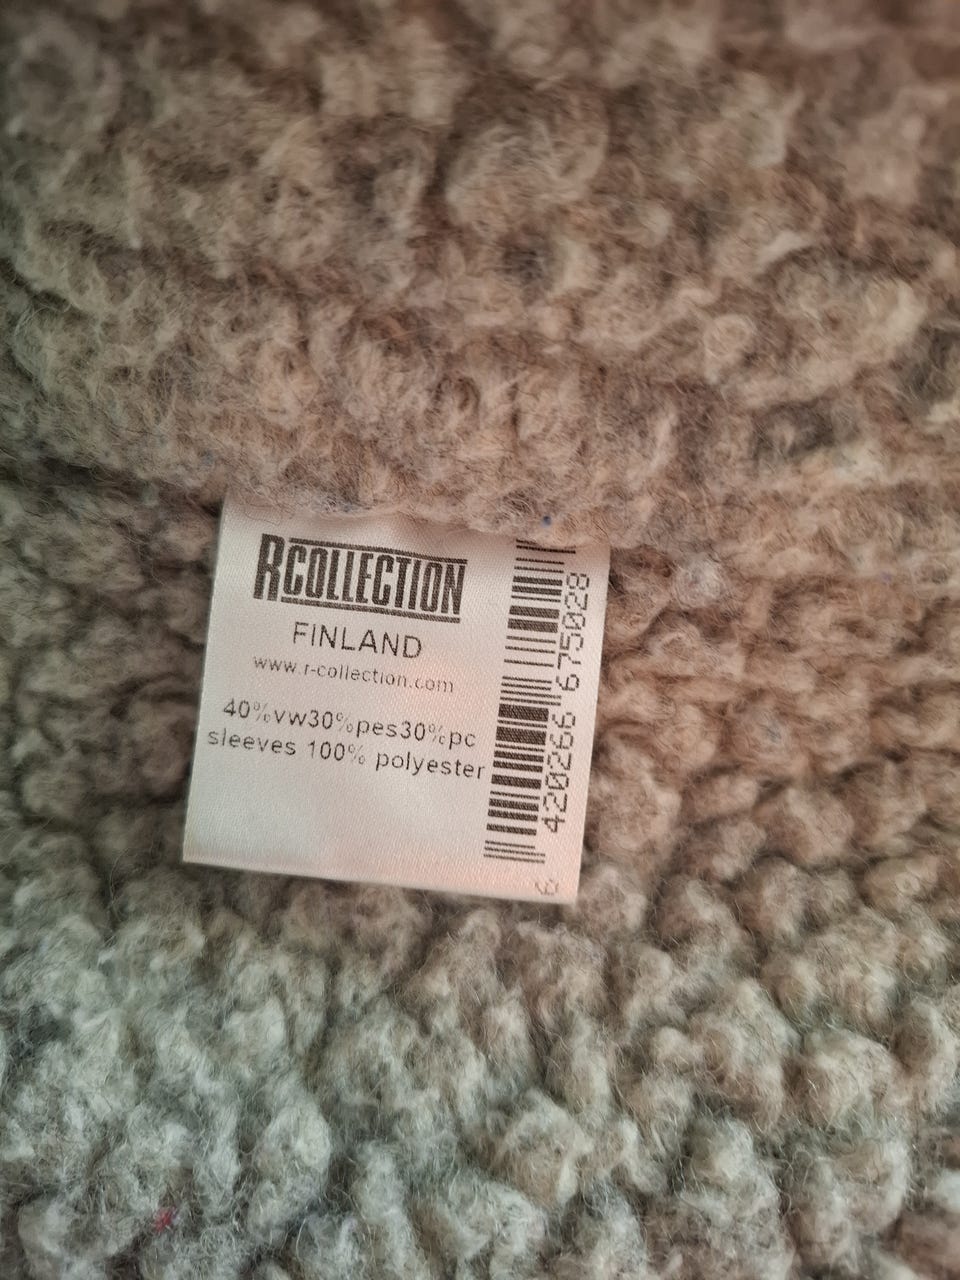 RCOLLECTION
FINLAND
www.r-collection.com
40%vw30%pes30%pc
sleeves 100% polyester
6 420266 675028